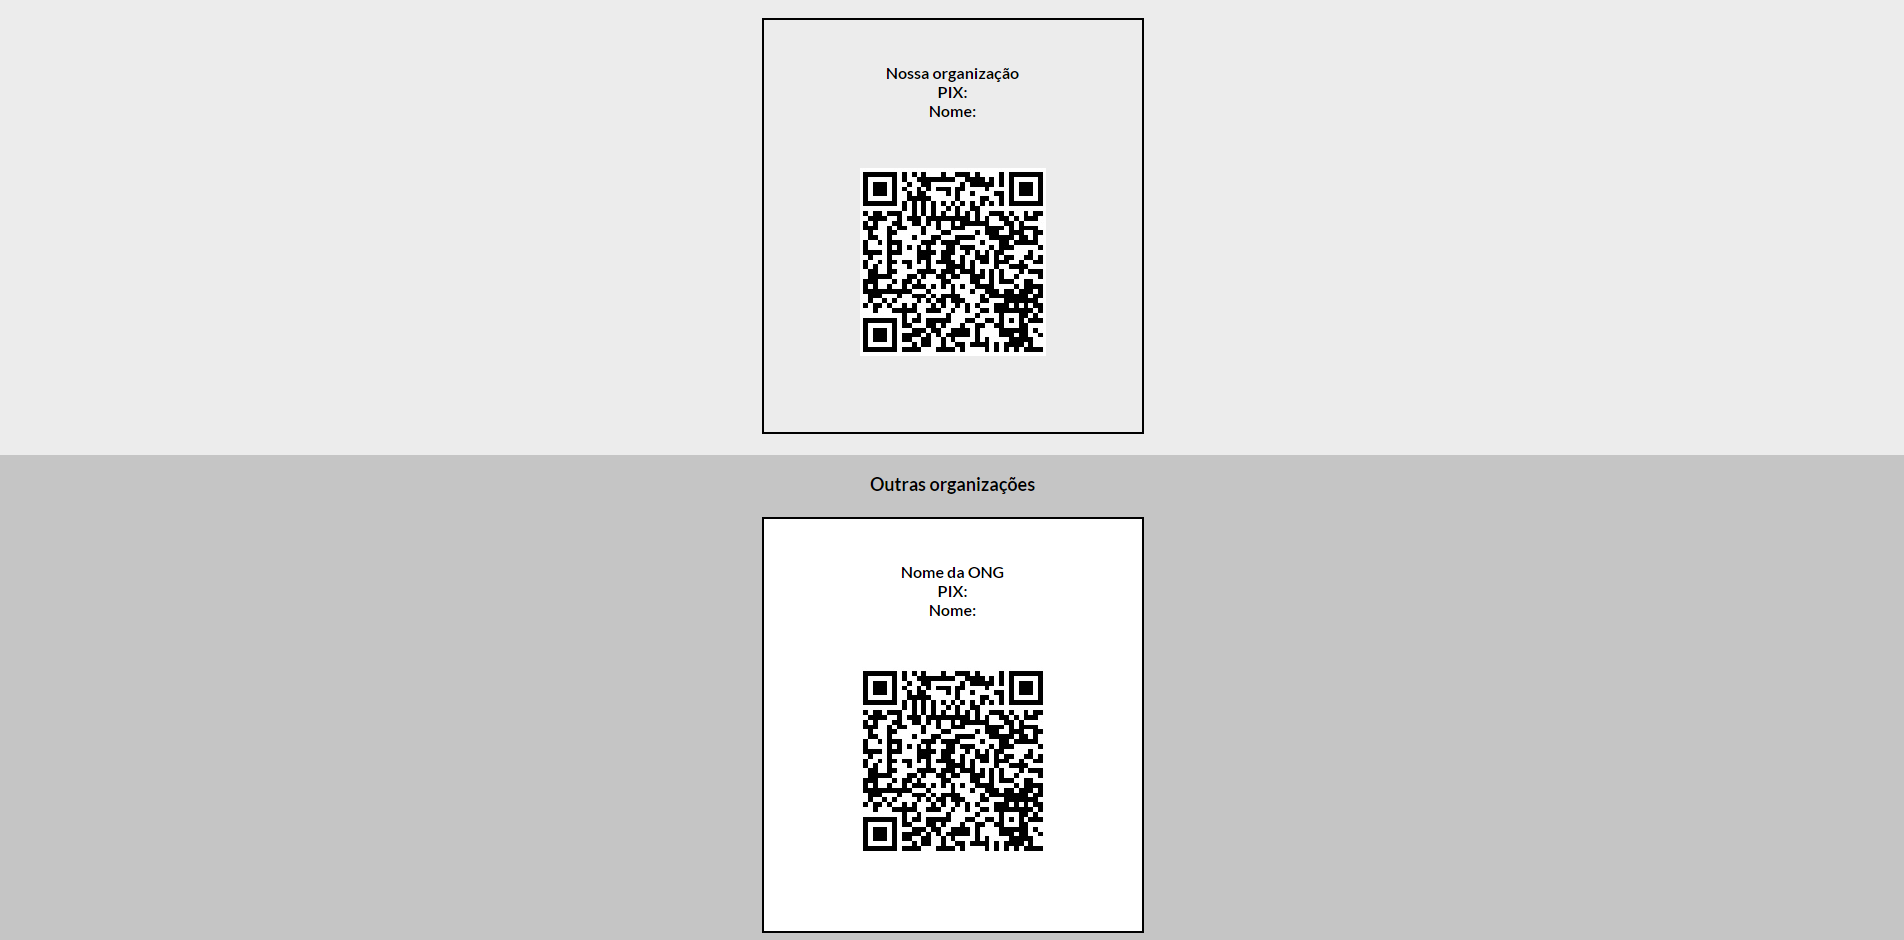 Nossa organização
PIX:
Nome:
Outras organizações
Nome da ONG
PIX:
Nome: